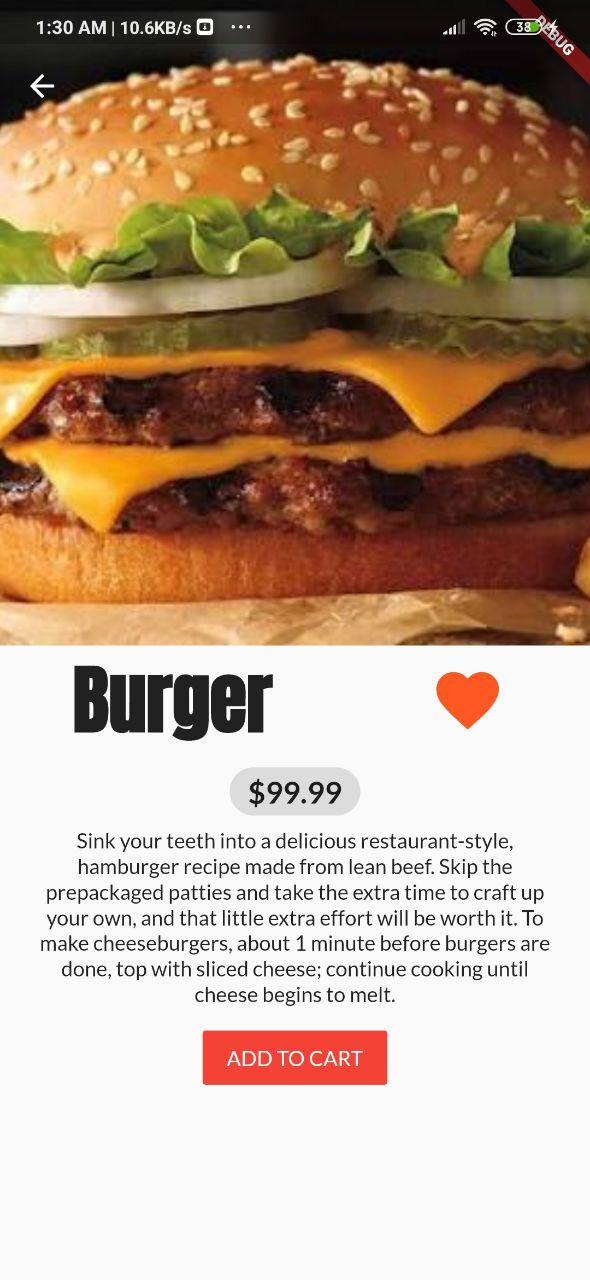 1:30 AM | 10.6KB/s ...
38
DEBUG
Burger
$99.99
Sink your teeth into a delicious restaurant-style,
hamburger recipe made from lean beef. Skip the
prepackaged patties and take the extra time to craft up
your own, and that little extra effort will be worth it. To
make cheeseburgers, about 1 minute before burgers are
done, top with sliced cheese; continue cooking until
cheese begins to melt.
ADD TO CART